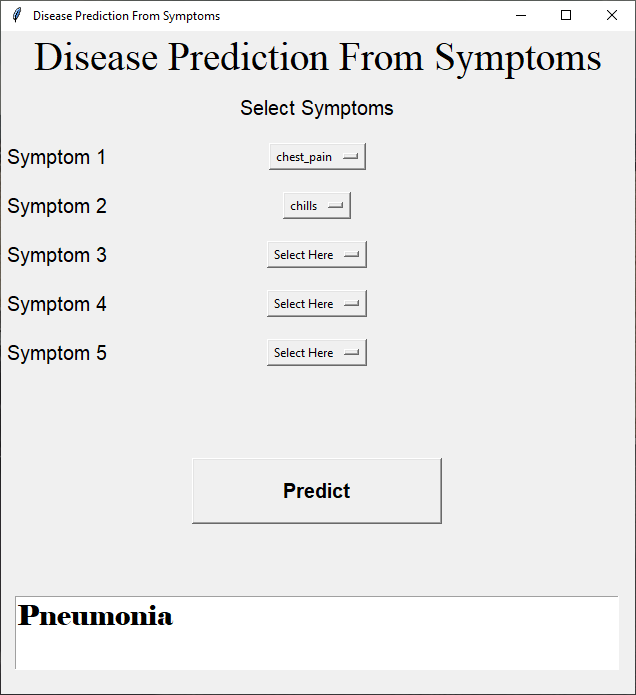 Disease Prediction From Symptoms
Disease Prediction From Symptoms
Select Symptoms
Symptom 1 chest_pain
Symptom 2 chills
Symptom 3 Select Here
Symptom 4 Select Here
Symptom 5 Select Here
Predict
Pneumonia